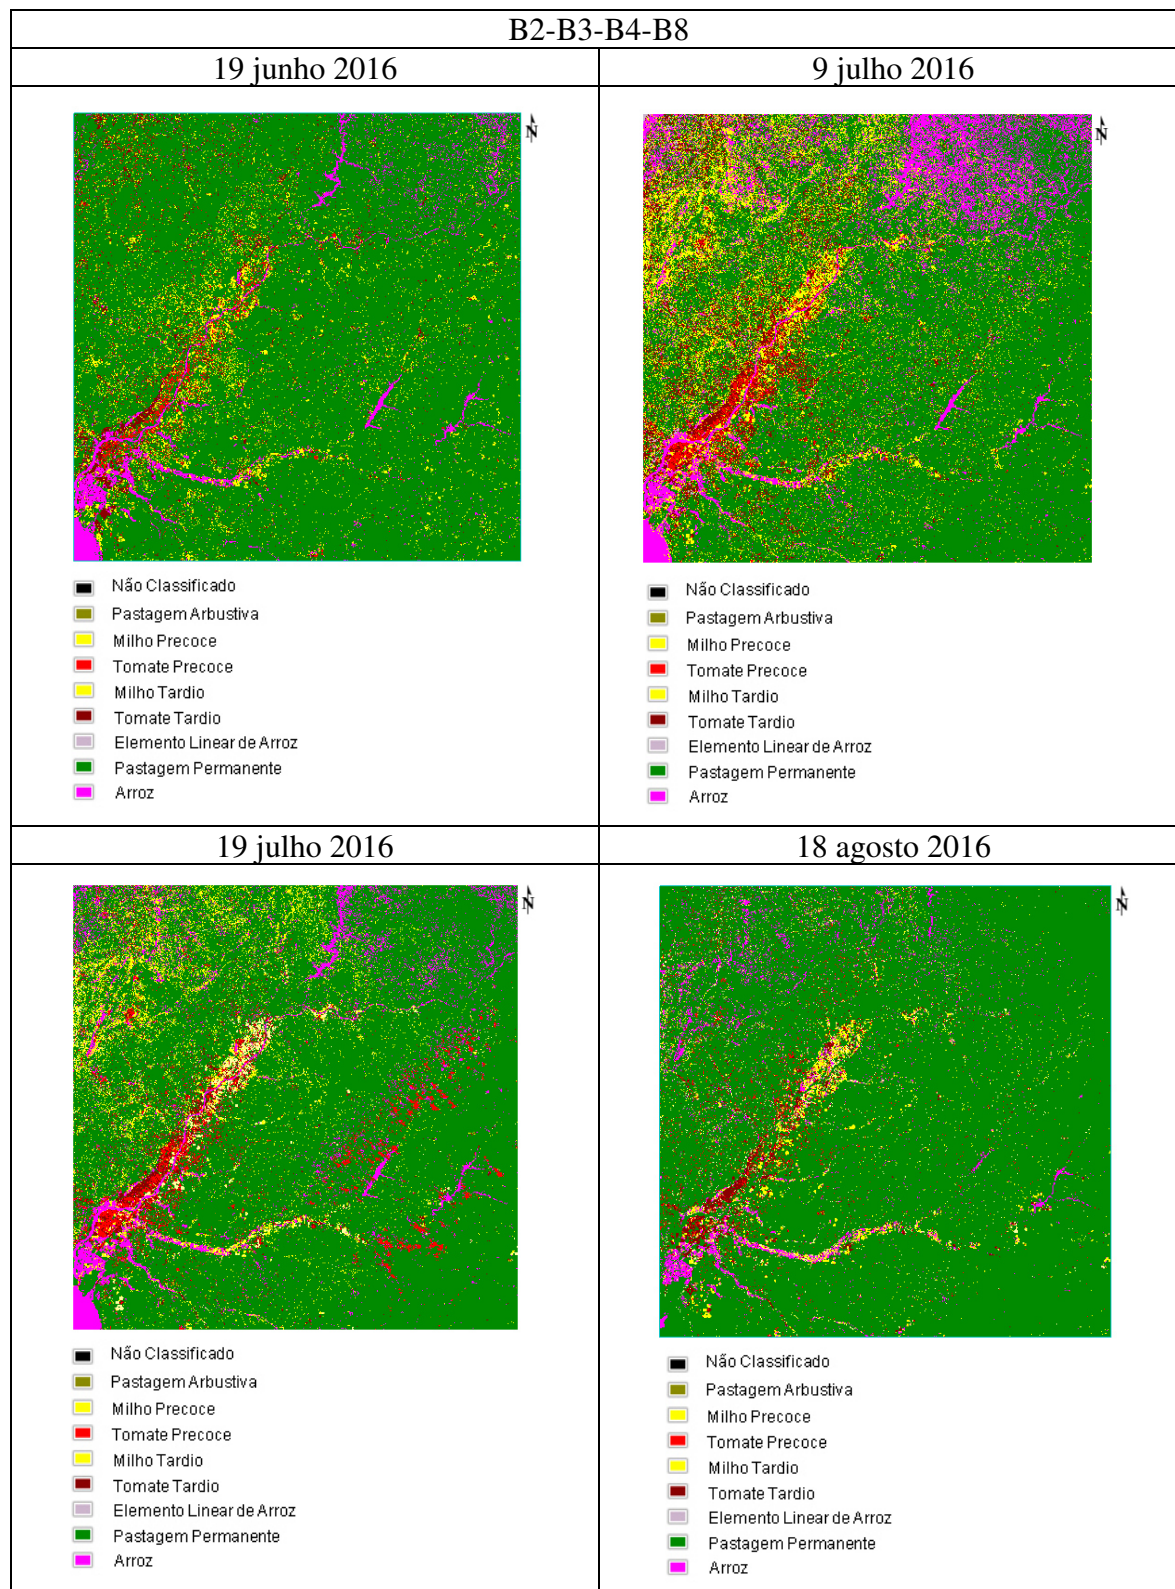 B2-B3-B4-B8
19 junho 2016
9 julho 2016
N
N
Não Classificado
Pastagem Arbustiva
Milho Precoce
Tomate Precoce
Milho Tardio
Tomate Tardio
Elemento Linear de Arroz
Pastagem Permanente
Arroz
Não Classificado
Pastagem Arbustiva
Milho Precoce
Tomate Precoce
Milho Tardio
Tomate Tardio
Elemento Linear de Arroz
Pastagem Permanente
Arroz
19 julho 2016
18 agosto 2016
N
N
Não Classificado
Pastagem Arbustiva
Milho Precoce
Tomate Precoce
Milho Tardio
Tomate Tardio
Elemento Linear de Arroz
Pastagem Permanente
Arroz
Não Classificado
Pastagem Arbustiva
Milho Precoce
Tomate Precoce
Milho Tardio
Tomate Tardio
Elemento Linear de Arroz
Pastagem Permanente
Arroz